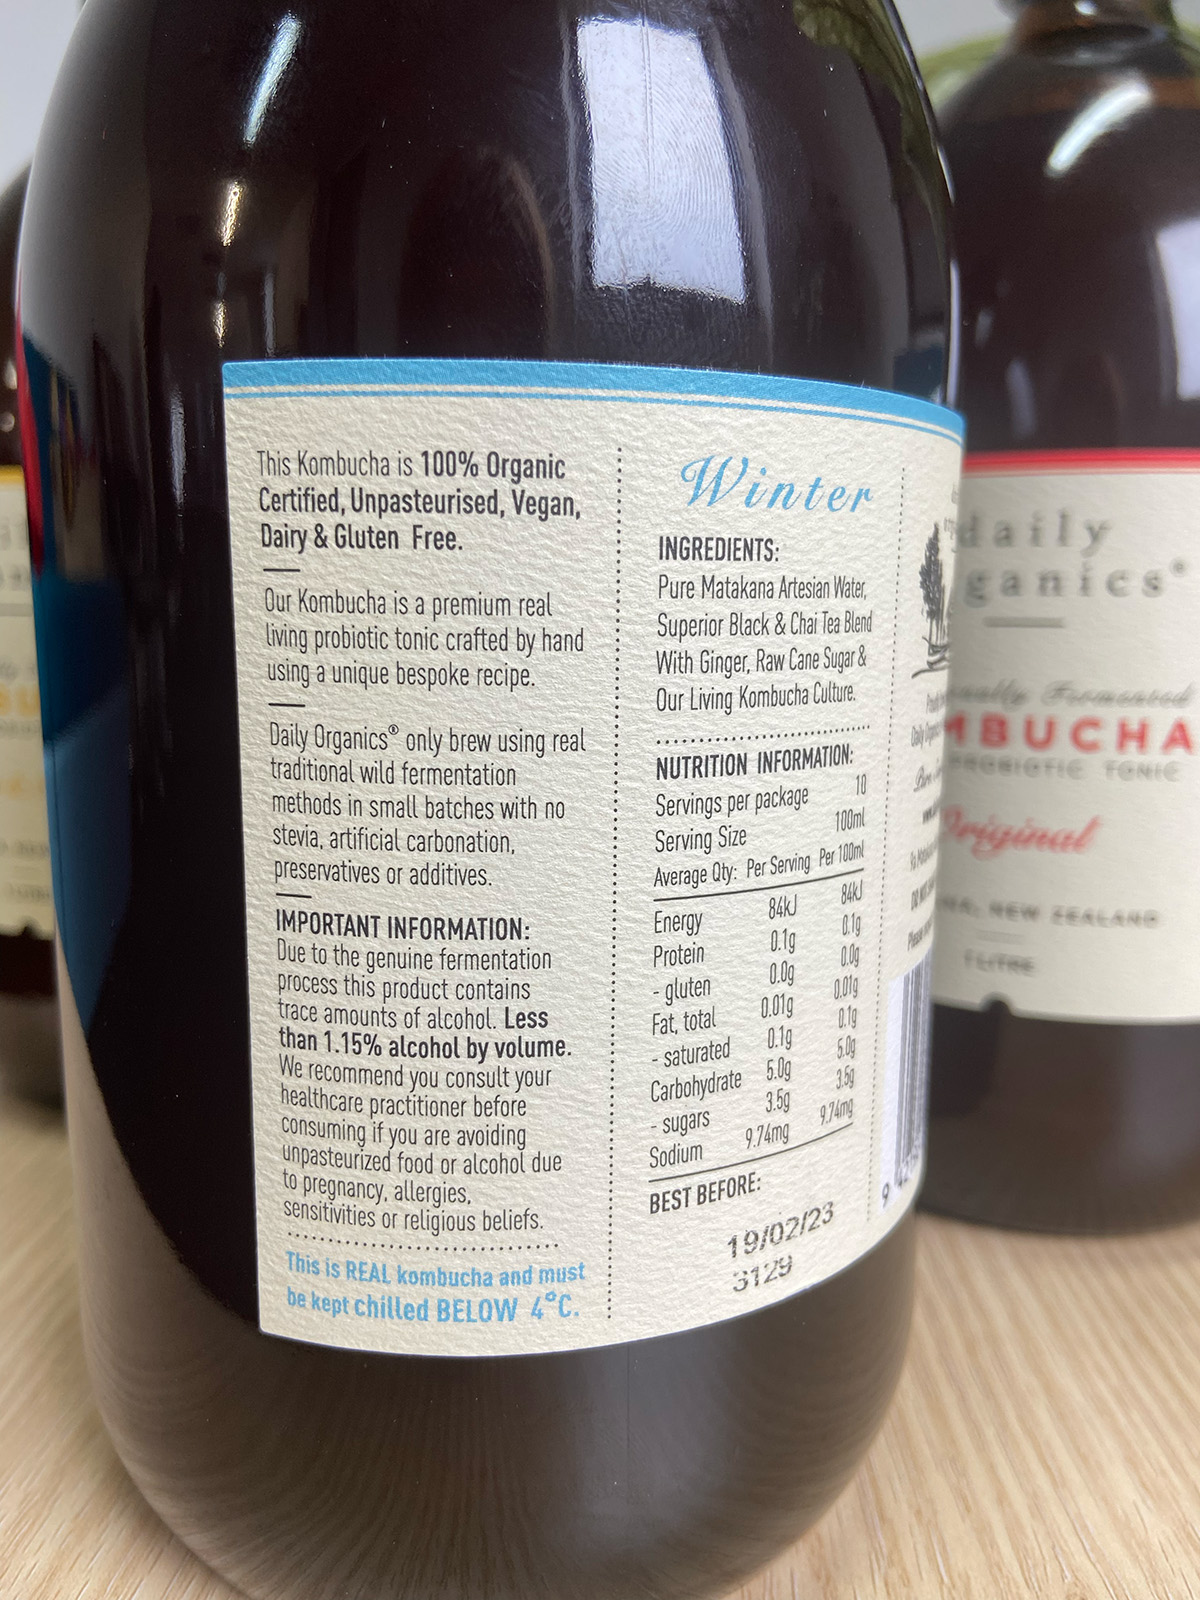 This Kombucha is 100% Organic
Certified, Unpasteurised, Vegan,
Dairy & Gluten Free.
Our Kombucha is a premium real
living probiotic tonic crafted by hand
using a unique bespoke recipe.
Daily Organics® only brew using real
traditional wild fermentation
methods in small batches with no
stevia, artificial carbonation,
preservatives or additives.
IMPORTANT INFORMATION:
Due to the genuine fermentation
process this product contains
trace amounts of alcohol. Less
than 1.15% alcohol by volume.
We recommend you consult your
healthcare practitioner before
consuming if you are avoiding
unpasteurized food or alcohol due
to pregnancy, allergies,
sensitivities or religious beliefs.
This is REAL kombucha and must
be kept chilled BELOW 4°C.
Winter
INGREDIENTS:
Pure Matakana Artesian Water,
Superior Black & Chai Tea Blend
With Ginger, Raw Cane Sugar &
Our Living Kombucha Culture.
NUTRITION INFORMATION:
Servings per package 10
Serving Size 100ml
Average Qty: Per Serving Per 100ml
Energy 84kJ 84kJ
Protein 0.1g 0.1g
- gluten 0.0g 0.0g
Fat, total 0.01g 0.01g
- saturated 0.1g 0.1g
Carbohydrate 5.0g 5.0g
- sugars 3.5g 3.5g
Sodium 9.74mg 9.74mg
BEST BEFORE:
19/02/23
3129
daily
ganics®
Fermented
MBUCHA
PROBIOTIC TONIC
Original
NEW ZEALAND
1 LITRE